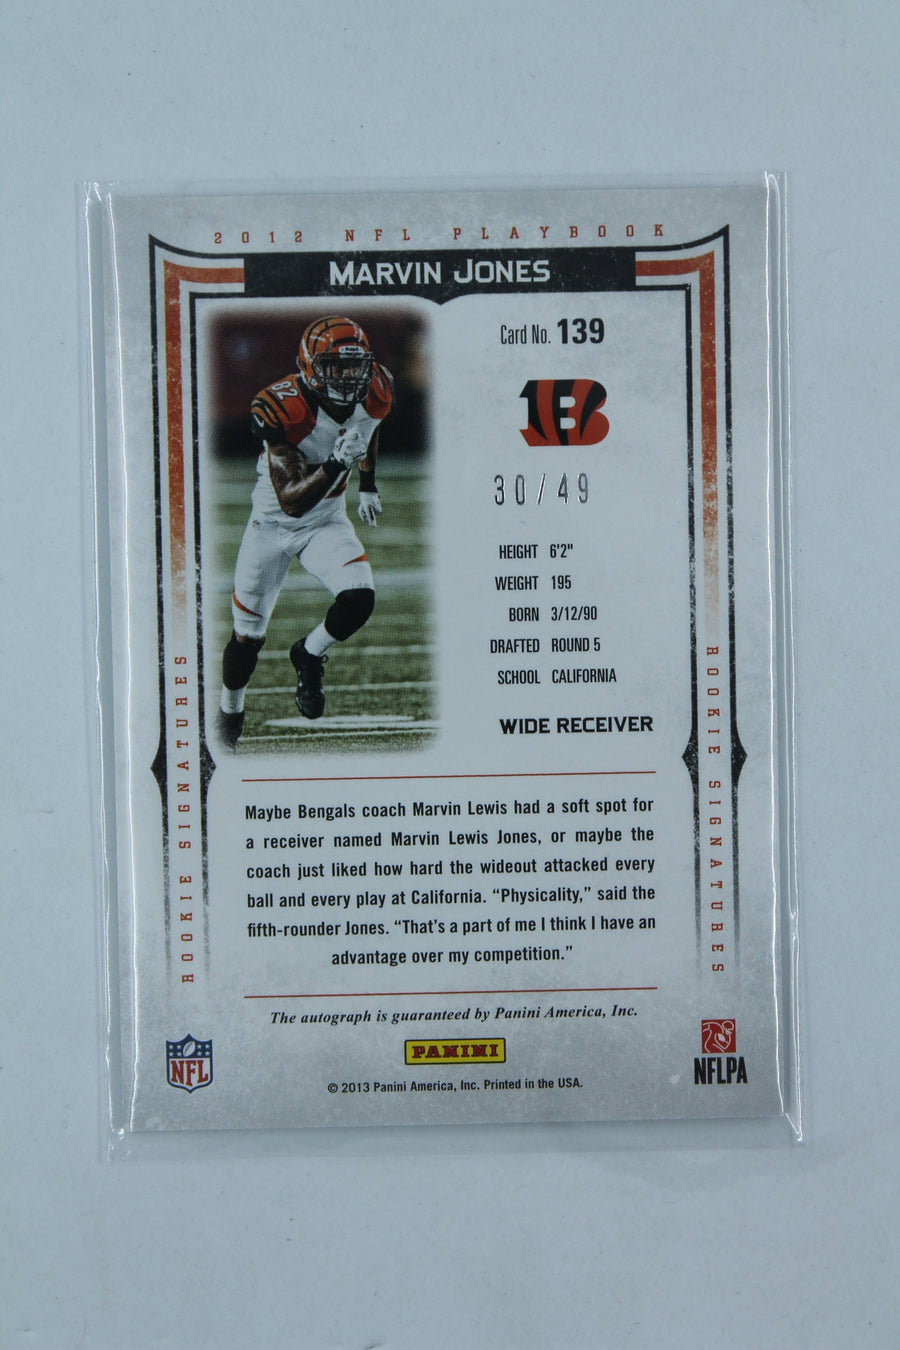 2012 NFL PLAYBOOK
MARVIN JONES
Card No. 139
B
30/49
82
HEIGHT 6'2"
WEIGHT 195
BORN 3/12/90
DRAFTED ROUND 5
SCHOOL CALIFORNIA
WIDE RECEIVER
ROOKIE SIGNATURES
ROOKIE SIGNATURES
Maybe Bengals coach Marvin Lewis had a soft spot for
a receiver named Marvin Lewis Jones, or maybe the
coach just liked how hard the wideout attacked every
ball and every play at California. “Physicality,” said the
fifth-rounder Jones. “That’s a part of me I think I have an
advantage over my competition.”
The autograph is guaranteed by Panini America, Inc.
NFL
PANINI
NFLPA
© 2013 Panini America, Inc. Printed in the USA.